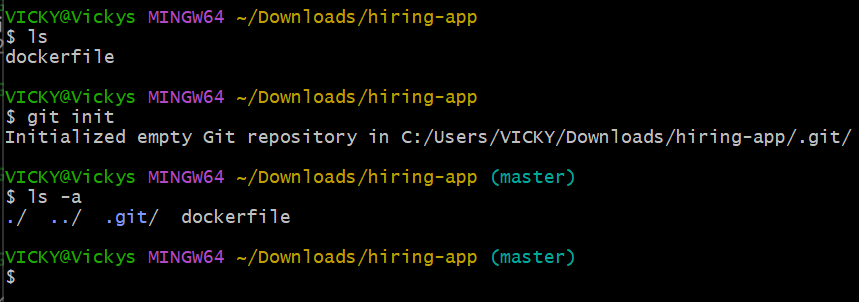 VICKY@Vickys MINGW64 ~/Downloads/hiring-app
$ ls
dockerfile
VICKY@Vickys MINGW64 ~/Downloads/hiring-app
$ git init
Initialized empty Git repository in C:/Users/VICKY/Downloads/hiring-app/.git/
VICKY@Vickys MINGW64 ~/Downloads/hiring-app (master)
$ ls -a
./  ../  .git/  dockerfile
VICKY@Vickys MINGW64 ~/Downloads/hiring-app (master)
$